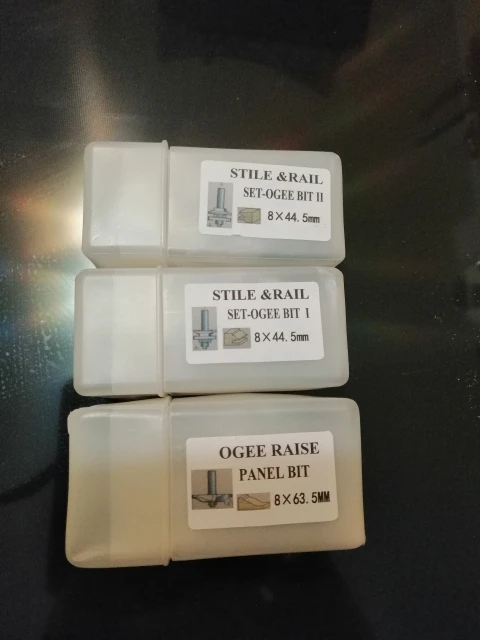 STILE &RAIL
SET-OGEE BIT II
8×44.5mm
STILE &RAIL
SET-OGEE BIT I
8×44.5mm
OGEE RAISE
PANEL BIT
8×63.5MM